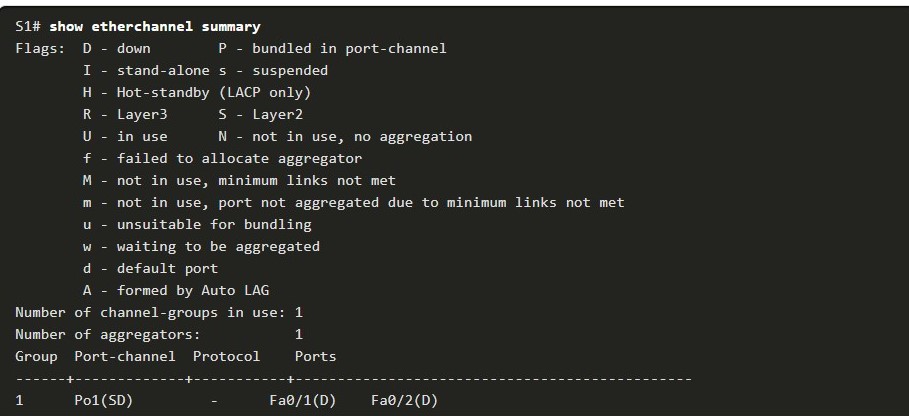 S1# show etherchannel summary
Flags:  D - down        P - bundled in port-channel
        I - stand-alone s - suspended
        H - Hot-standby (LACP only)
        R - Layer3      S - Layer2
        U - in use      N - not in use, no aggregation
        f - failed to allocate aggregator
        M - not in use, minimum links not met
        m - not in use, port not aggregated due to minimum links not met
        u - unsuitable for bundling
        w - waiting to be aggregated
        d - default port
        A - formed by Auto LAG
Number of channel-groups in use: 1
Number of aggregators:           1
Group  Port-channel  Protocol    Ports
------+-------------+-----------+-----------------------------------------------
1      Po1(SD)         -      Fa0/1(D)    Fa0/2(D)